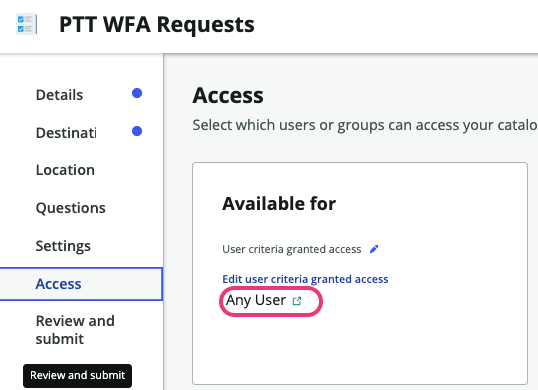 PTT WFA Requests
Details
Destinati
Location
Questions
Settings
Access
Review and
submit
Review and submit
Access
Select which users or groups can access your catalo
Available for
User criteria granted access
Edit user criteria granted access
Any User